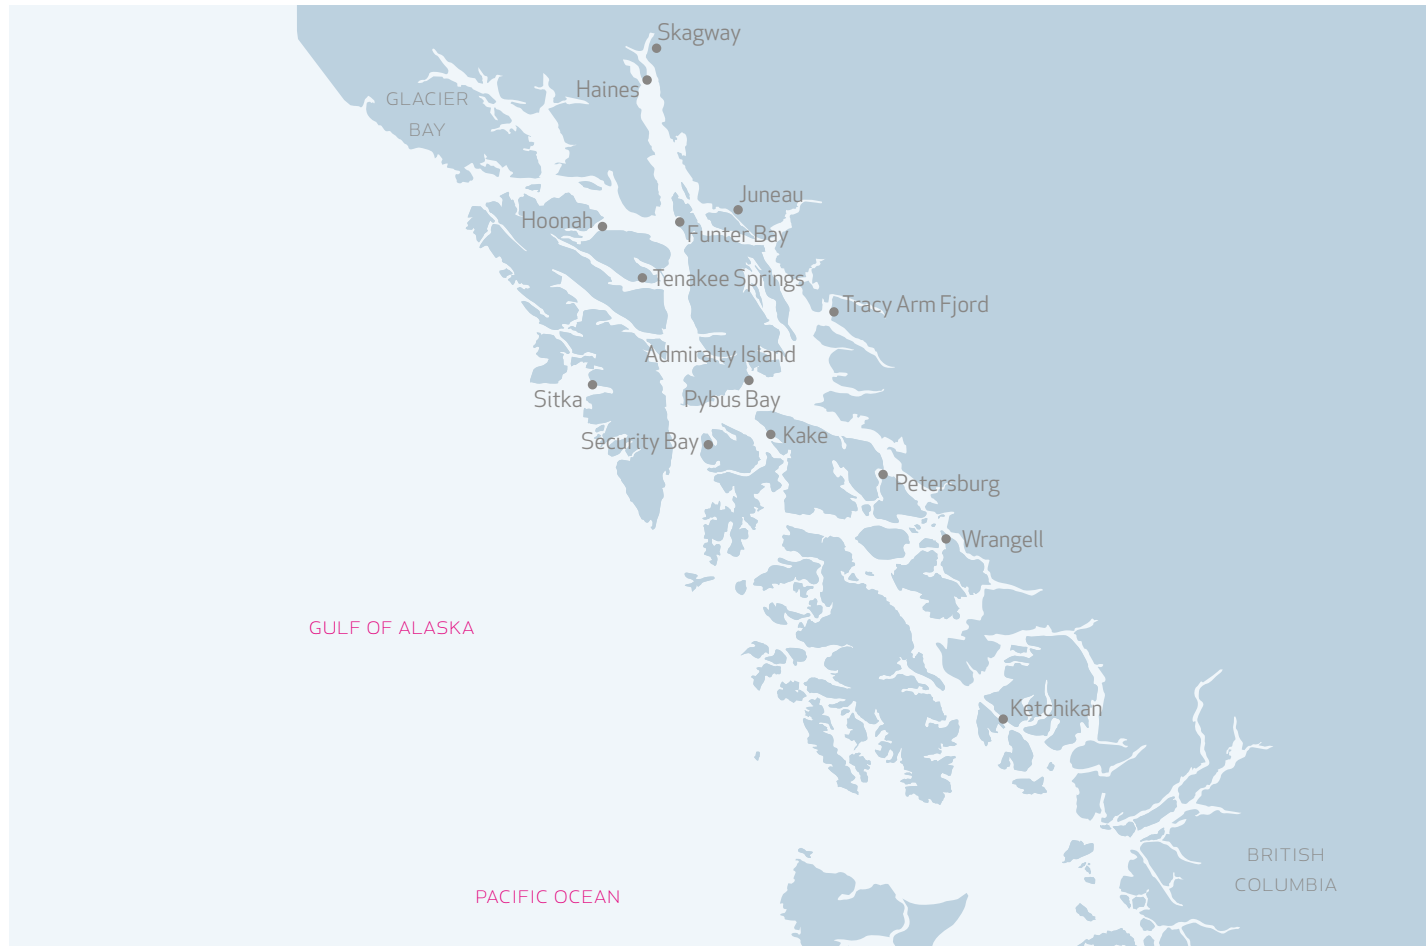 Skagway
Haines
GLACIER
BAY
Juneau
Hoonah
Funter Bay
Tenakee Springs
Tracy Arm Fjord
Admiralty Island
Sitka
Pybus Bay
Security Bay
Kake
Petersburg
Wrangell
GULF OF ALASKA
Ketchikan
BRITISH
COLUMBIA
PACIFIC OCEAN